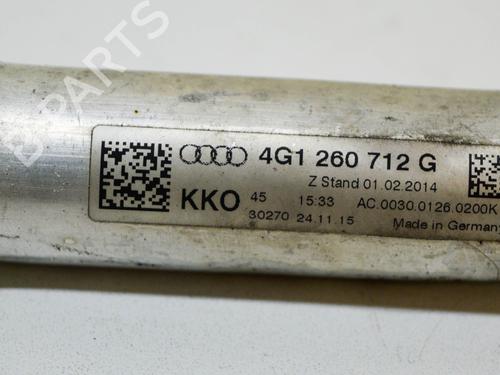 4G1 260 712 G
Z Stand 01.02.2014
KKO 45 15:33 AC.0030.0126.0200K
30270 24.11.15 Made in Germany
B-PARTS